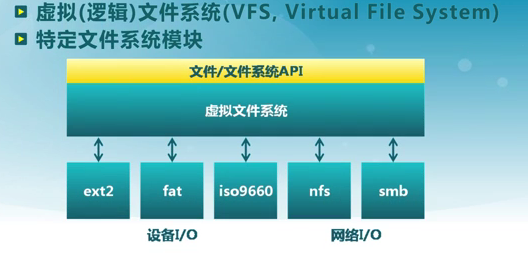 虚拟(逻辑)文件系统(VFS, Virtual File System)
特定文件系统模块
文件/文件系统API
虚拟文件系统
ext2 fat iso9660 nfs smb
设备I/O 网络I/O